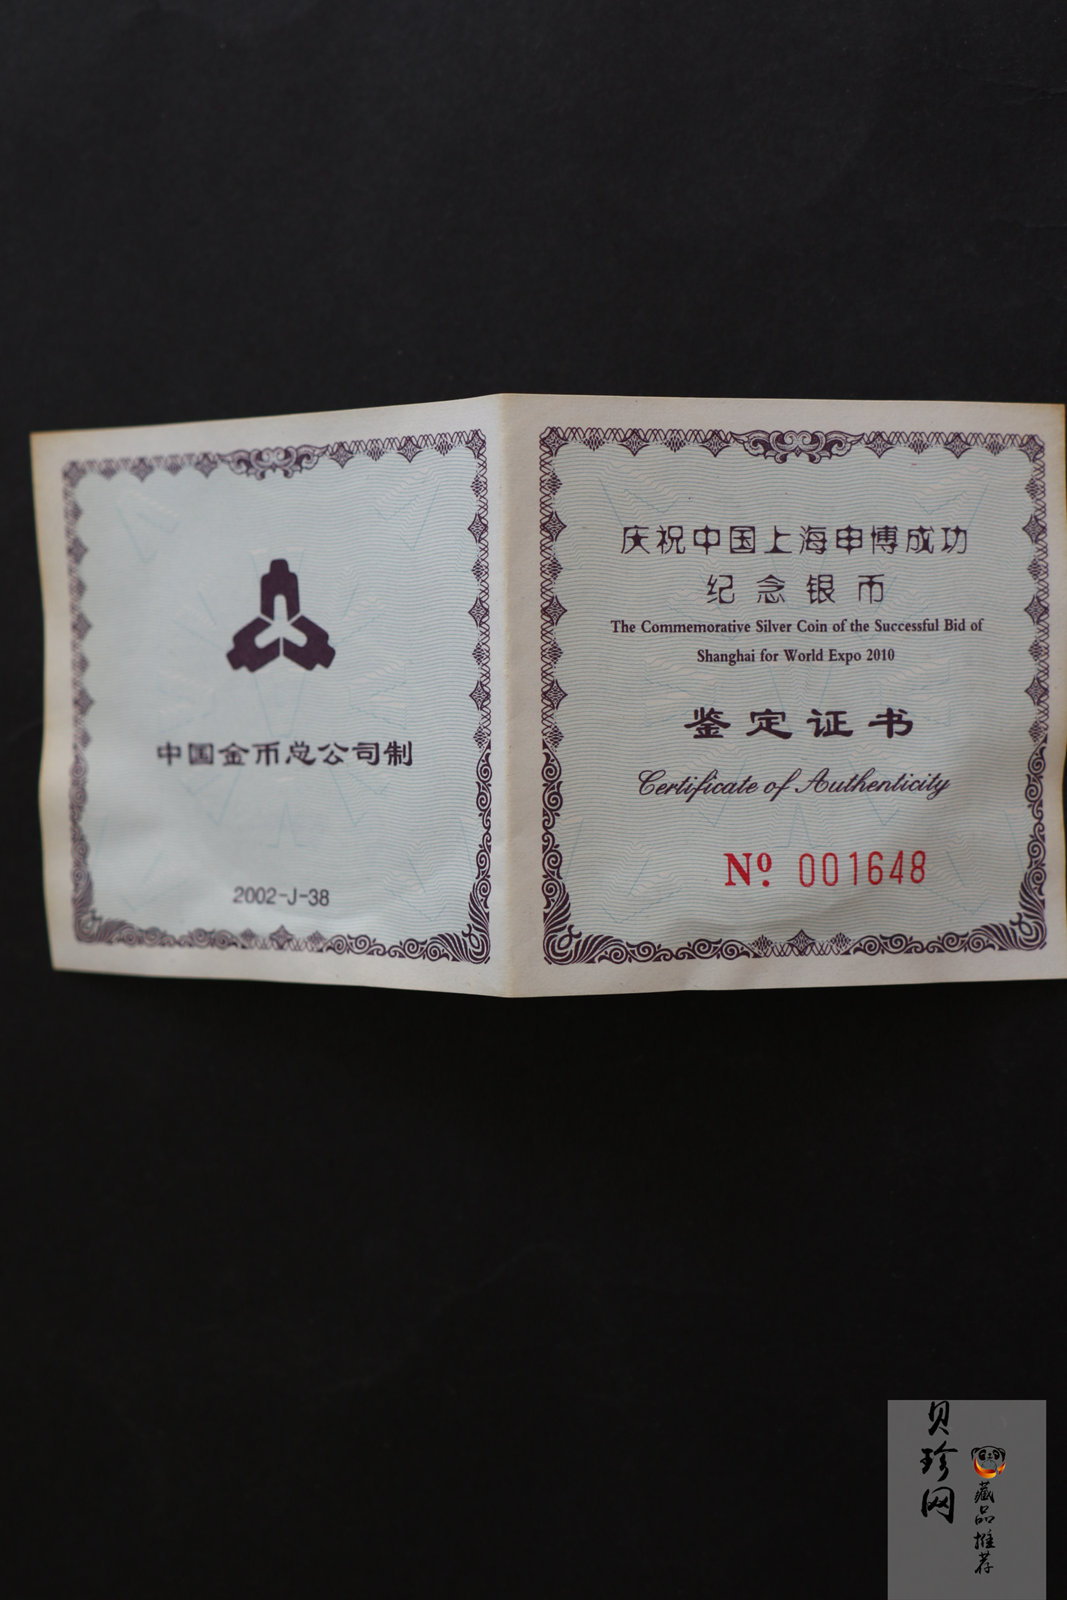 中国金币总公司制
2002-J-38
庆祝中国上海申博成功
纪念银币
The Commemorative Silver Coin of the Successful Bid of
Shanghai for World Expo 2010
鉴定证书
Certificate of Authenticity
Nº. 001648
贝珍网
藏品推荐